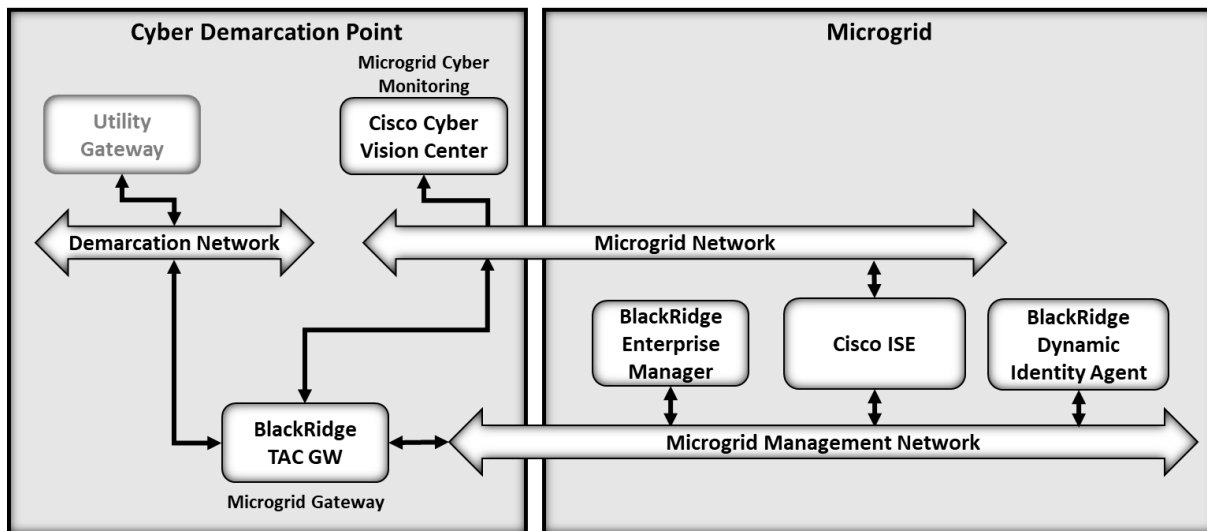 Cyber Demarcation Point
Microgrid
Microgrid Cyber
Monitoring
Utility
Gateway
Cisco Cyber
Vision Center
Demarcation Network
Microgrid Network
BlackRidge
Enterprise
Manager
Cisco ISE
BlackRidge
Dynamic
Identity Agent
BlackRidge
TAC GW
Microgrid Management Network
Microgrid Gateway